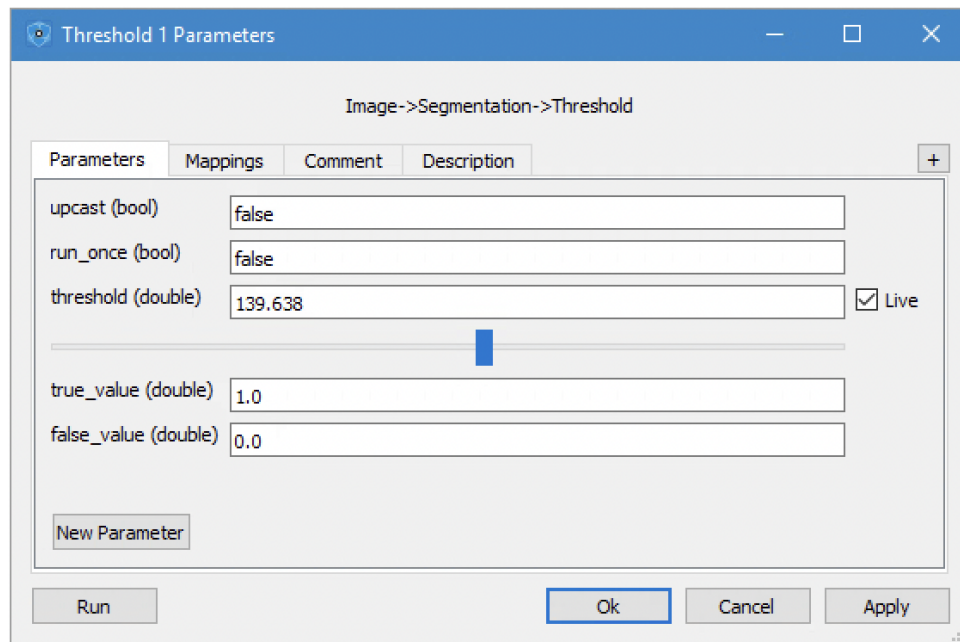 Threshold 1 Parameters
Image->Segmentation->Threshold
Parameters Mappings Comment Description +
upcast (bool) false
run_once (bool) false
threshold (double) 139.638 Live
true_value (double) 1.0
false_value (double) 0.0
New Parameter
Run Ok Cancel Apply